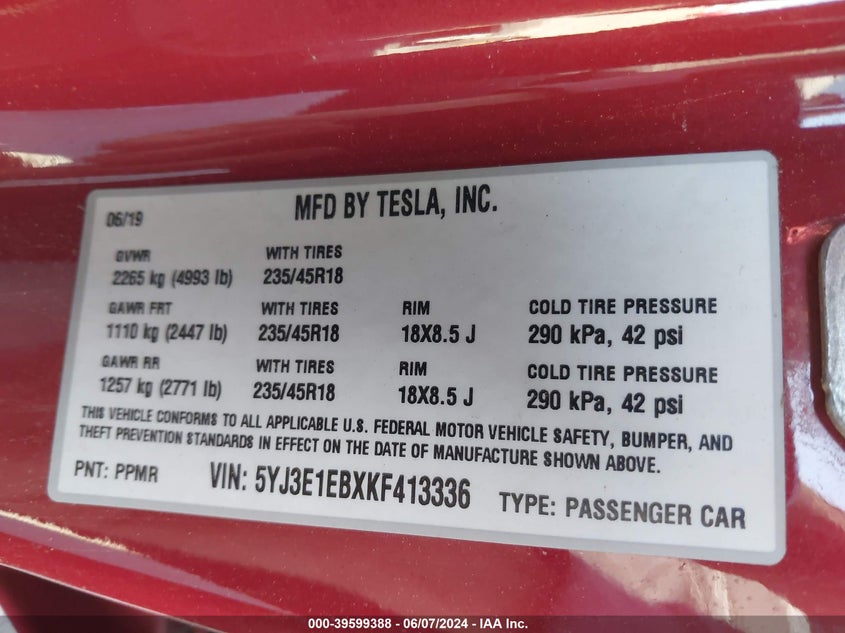 06/19 MFD BY TESLA, INC.
GVWR WITH TIRES
2265 kg (4993 lb) 235/45R18
GAWR FRT WITH TIRES RIM COLD TIRE PRESSURE
1110 kg (2447 lb) 235/45R18 18X8.5 J 290 kPa, 42 psi
GAWR RR WITH TIRES RIM COLD TIRE PRESSURE
1257 kg (2771 lb) 235/45R18 18X8.5 J 290 kPa, 42 psi
THIS VEHICLE CONFORMS TO ALL APPLICABLE U.S. FEDERAL MOTOR VEHICLE SAFETY, BUMPER, AND
THEFT PREVENTION STANDARDS IN EFFECT ON THE DATE OF MANUFACTURE SHOWN ABOVE.
PNT: PPMR VIN: 5YJ3E1EBXKF413336 TYPE: PASSENGER CAR
000-39599388 - 06/07/2024 - IAA Inc.